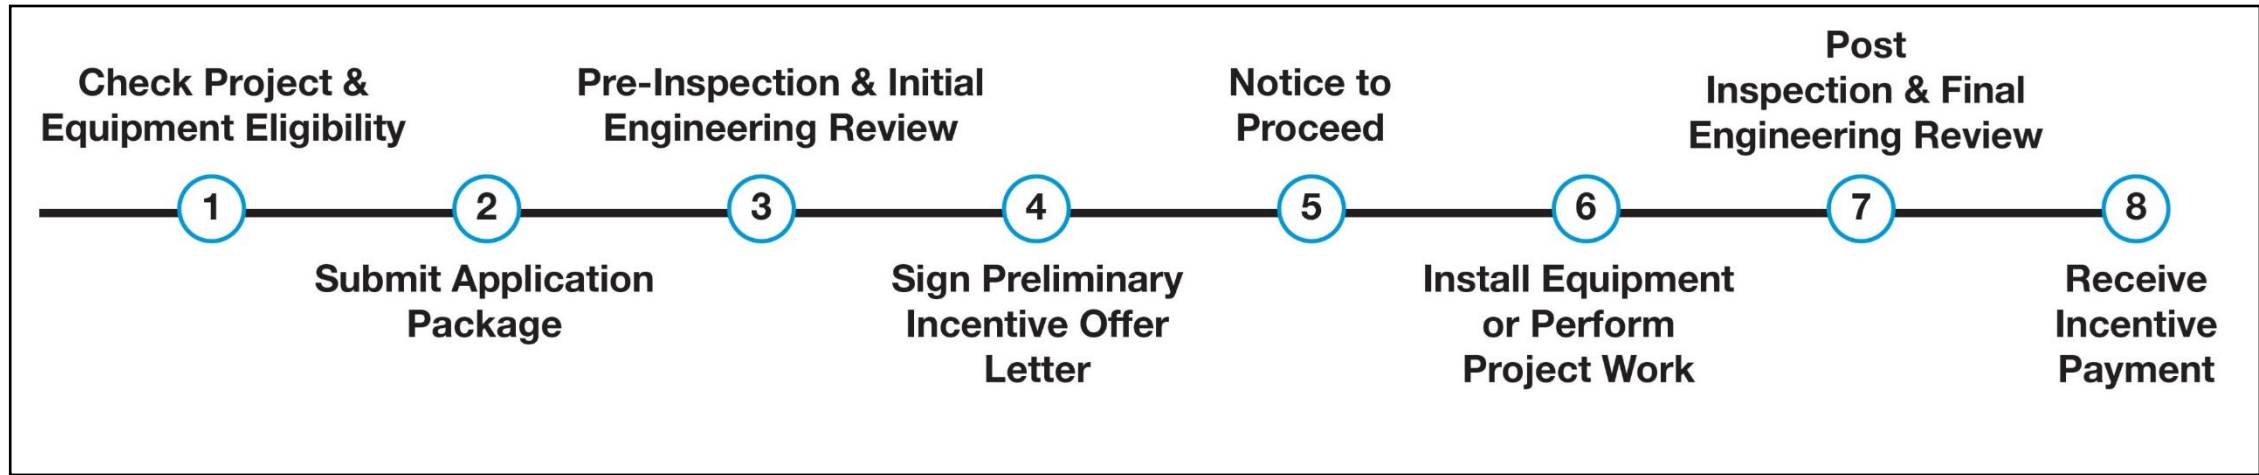 Check Project &
Equipment Eligibility
1
2
Submit Application
Package
Pre-Inspection & Initial
Engineering Review
3
4
Sign Preliminary
Incentive Offer
Letter
Notice to
Proceed
5
6
Install Equipment
or Perform
Project Work
Post
Inspection & Final
Engineering Review
7
8
Receive
Incentive
Payment